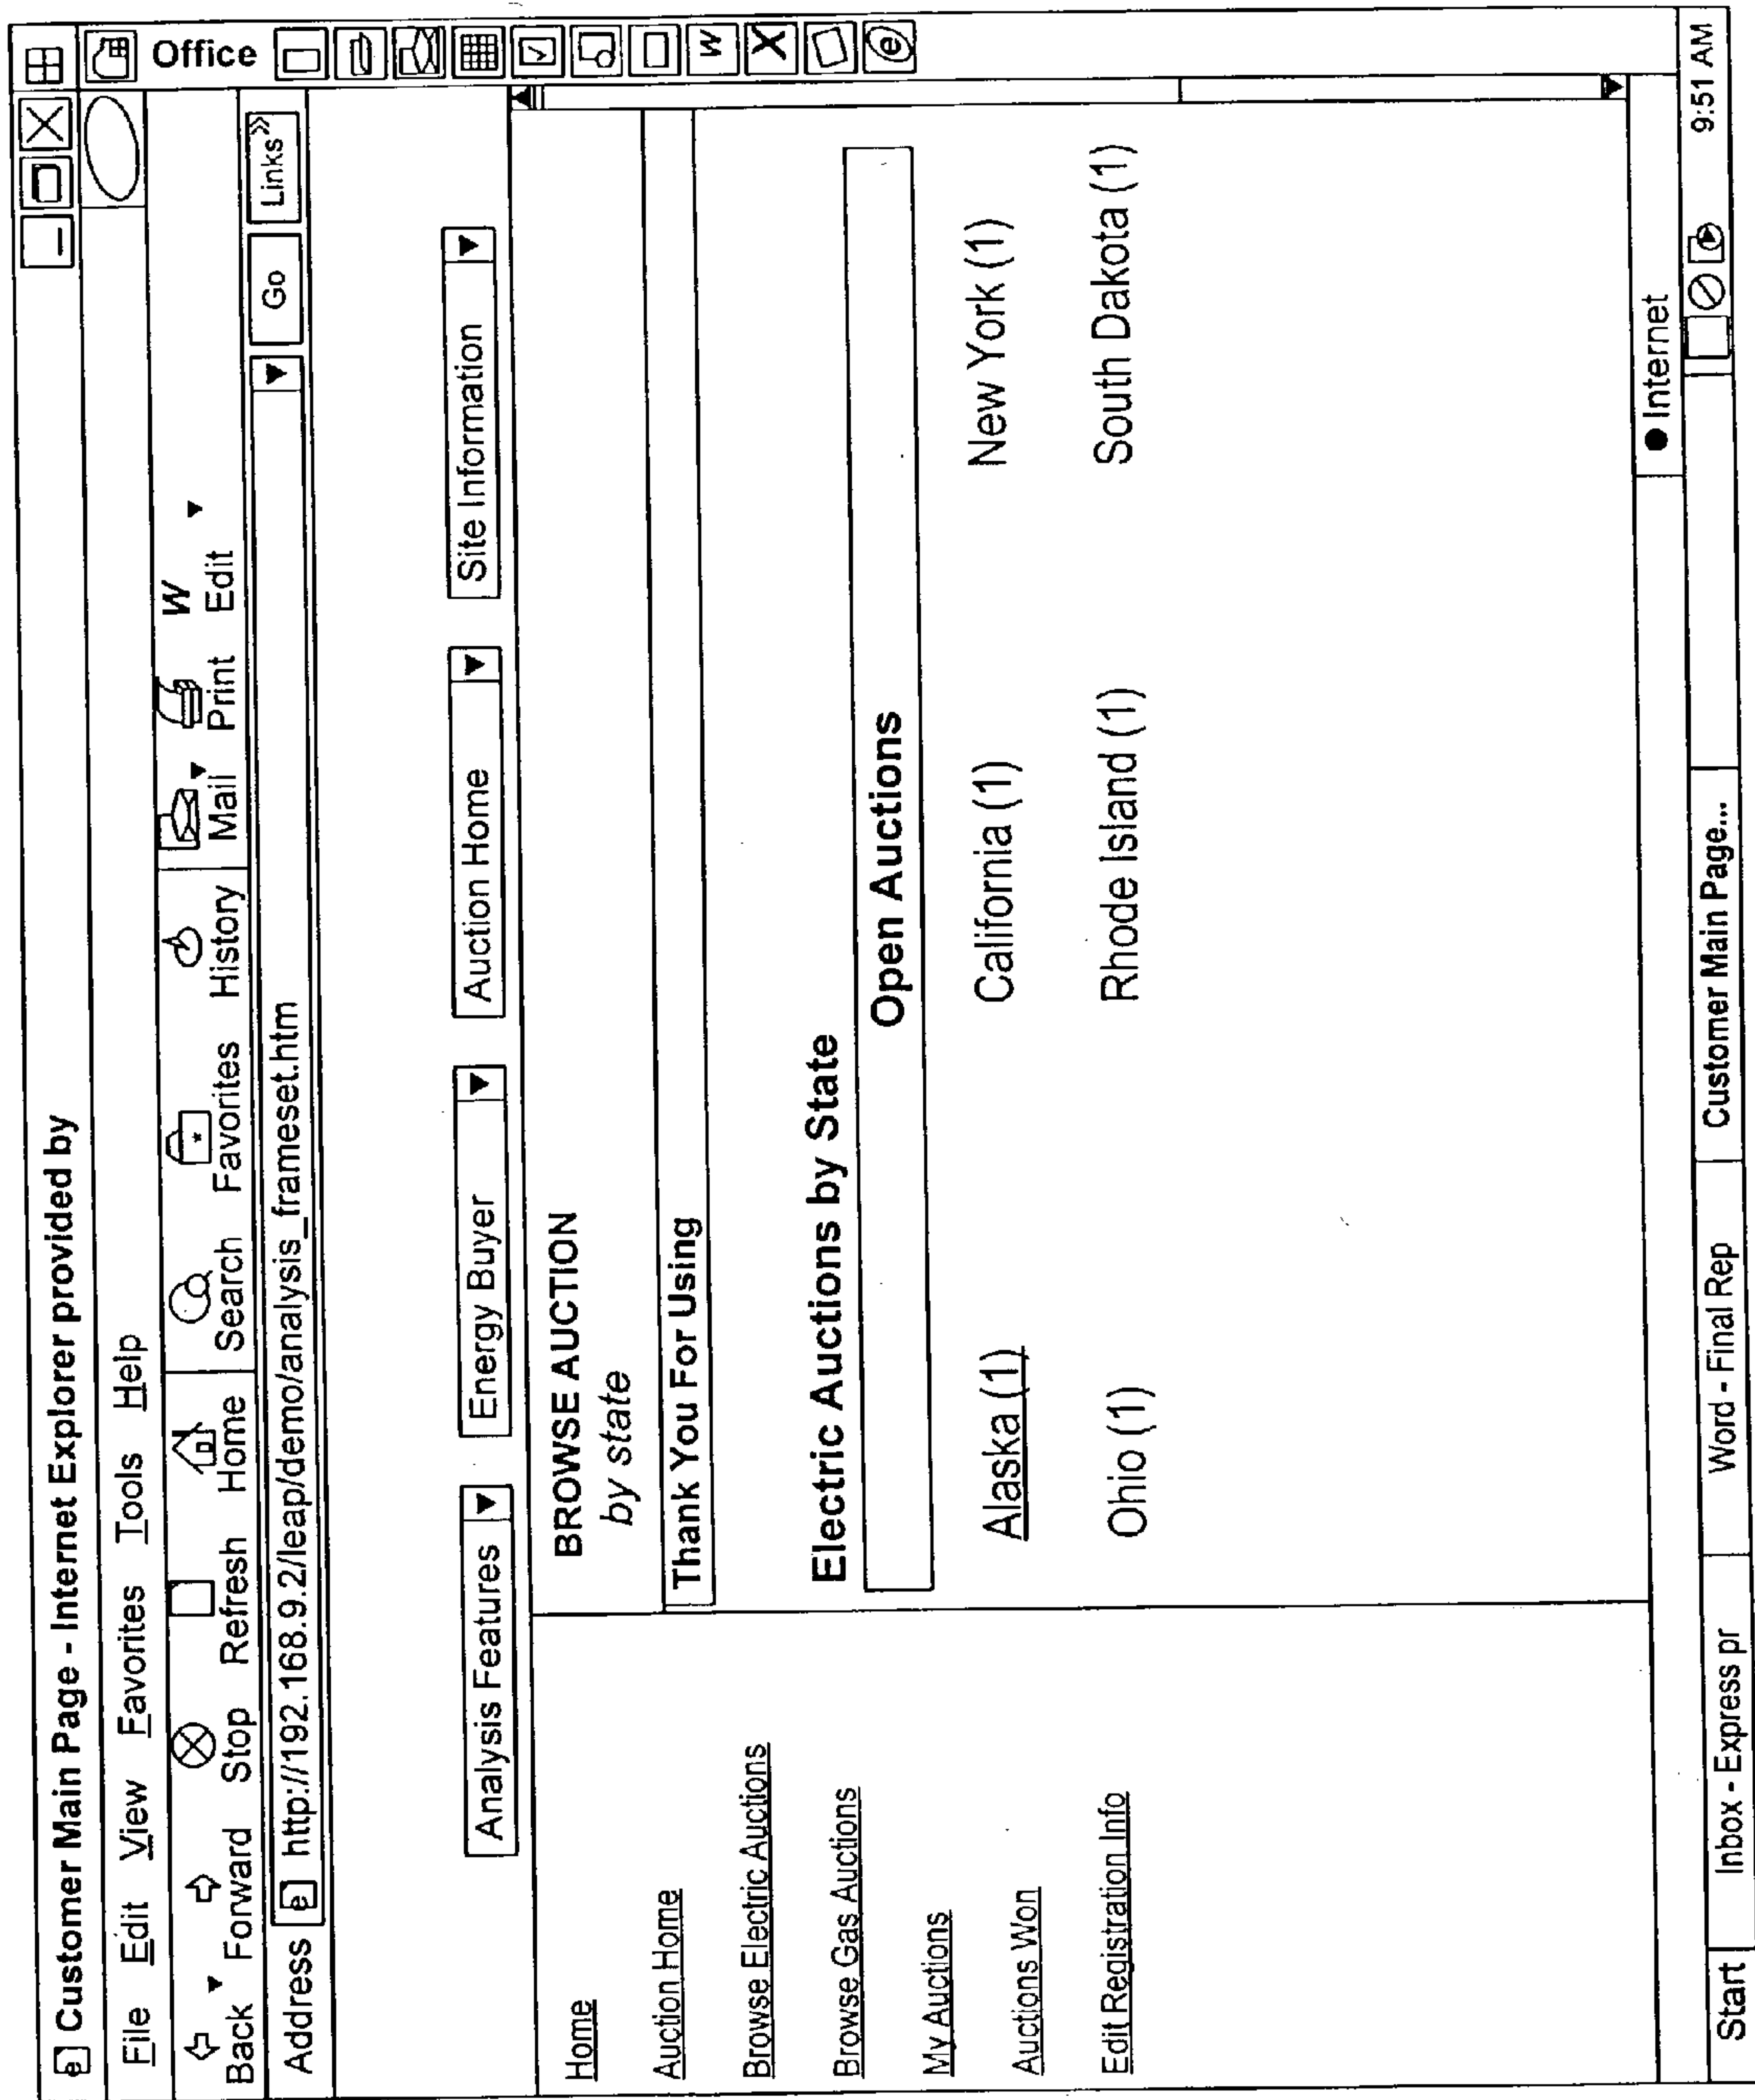 Customer Main Page - Internet Explorer provided by
Office
File Edit View Favorites Tools Help
Back Forward Stop Refresh Home Search Favorites History Mail Print Edit
Address http://192.168.9.2/leap/demo/analysis_frameset.htm Go Links»
Analysis Features Energy Buyer Auction Home Site Information
Home
Auction Home
Browse Electric Auctions
Browse Gas Auctions
My Auctions
Auctions Won
Edit Registration Info
BROWSE AUCTION
by state
Thank You For Using
Electric Auctions by State
Open Auctions
Alaska (1) California (1) New York (1)
Ohio (1) Rhode Island (1) South Dakota (1)
Internet
Start Inbox - Express pr Word - Final Rep Customer Main Page... 9:51 AM